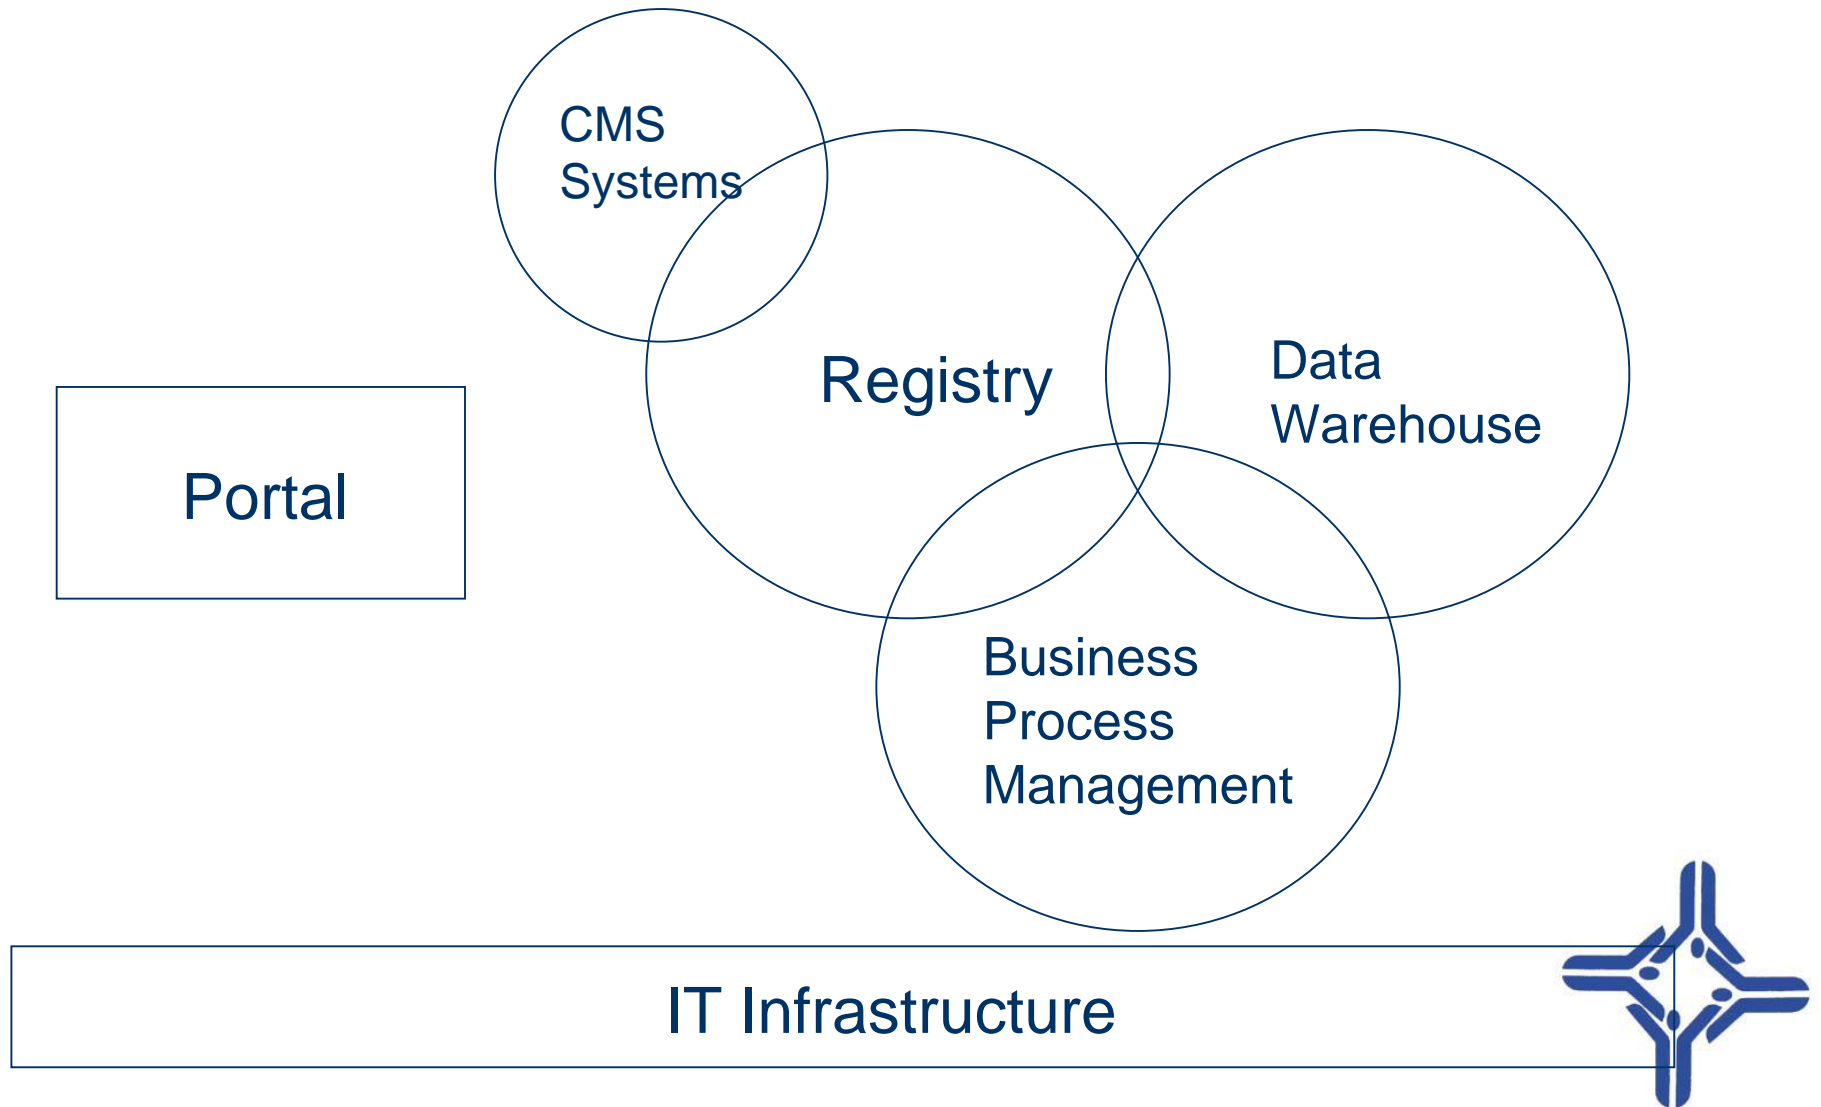 CMS
Systems
Registry
Data
Warehouse
Portal
Business
Process
Management
IT Infrastructure